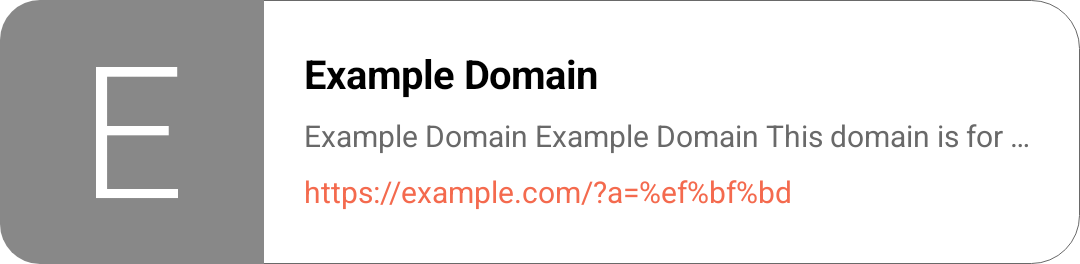 E
Example Domain
Example Domain Example Domain This domain is for ...
https://example.com/?a=%ef%bf%bd